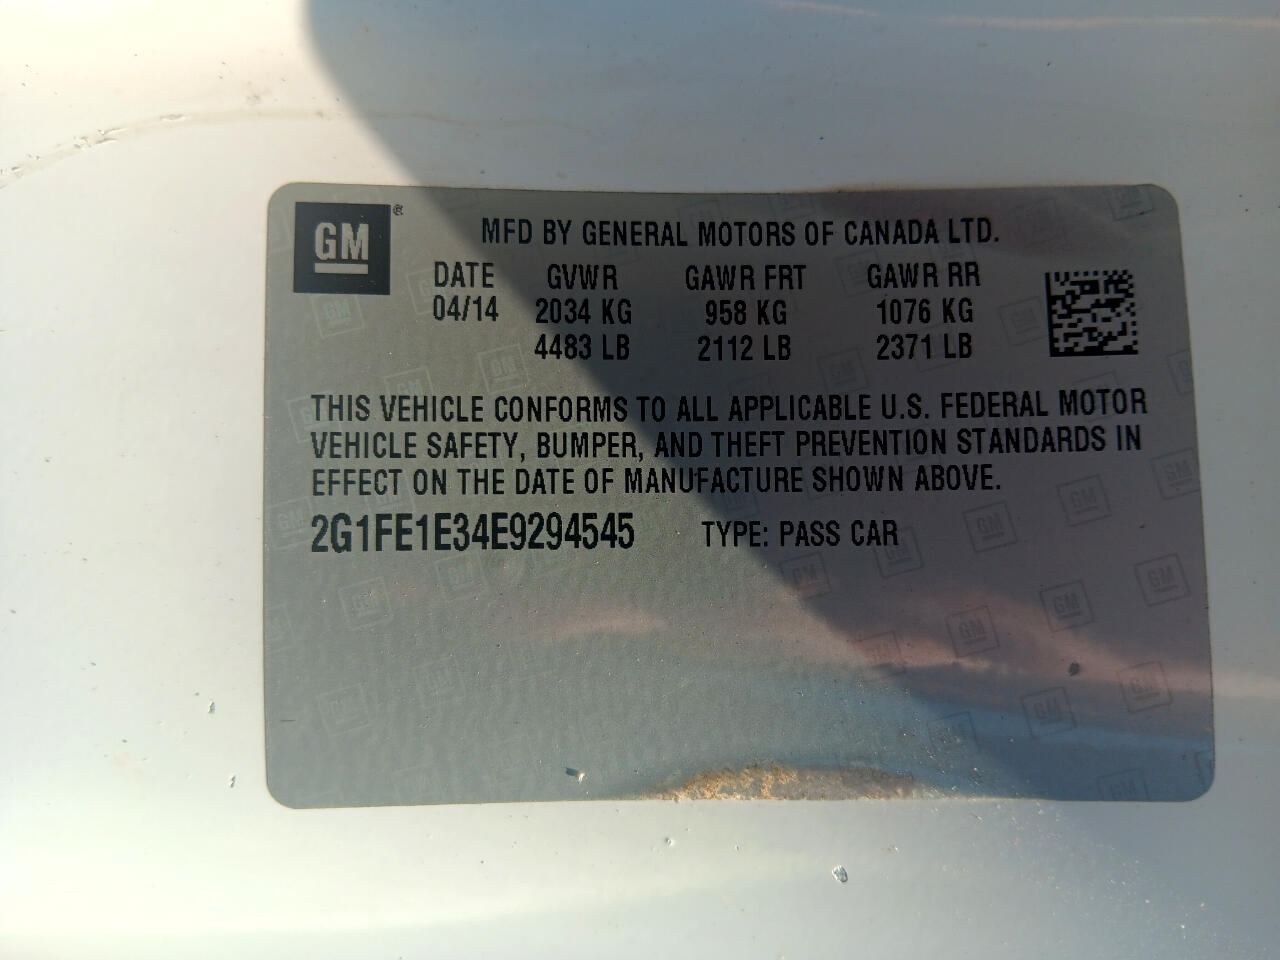 GM®
MFD BY GENERAL MOTORS OF CANADA LTD.
DATE GVWR GAWR FRT GAWR RR
04/14 2034 KG 958 KG 1076 KG
4483 LB 2112 LB 2371 LB
THIS VEHICLE CONFORMS TO ALL APPLICABLE U.S. FEDERAL MOTOR
VEHICLE SAFETY, BUMPER, AND THEFT PREVENTION STANDARDS IN
EFFECT ON THE DATE OF MANUFACTURE SHOWN ABOVE.
2G1FE1E34E9294545 TYPE: PASS CAR